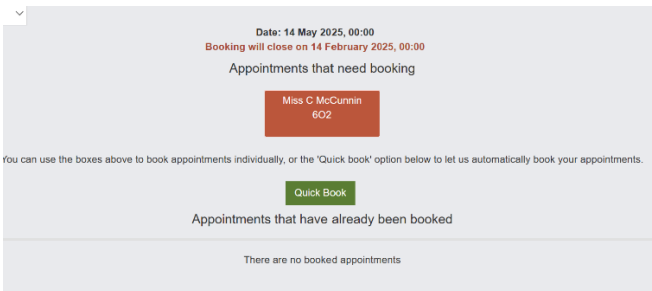 Date: 14 May 2025, 00:00
Booking will close on 14 February 2025, 00:00
Appointments that need booking
Miss C McCunnin
6O2
You can use the boxes above to book appointments individually, or the 'Quick book' option below to let us automatically book your appointments.
Quick Book
Appointments that have already been booked
There are no booked appointments